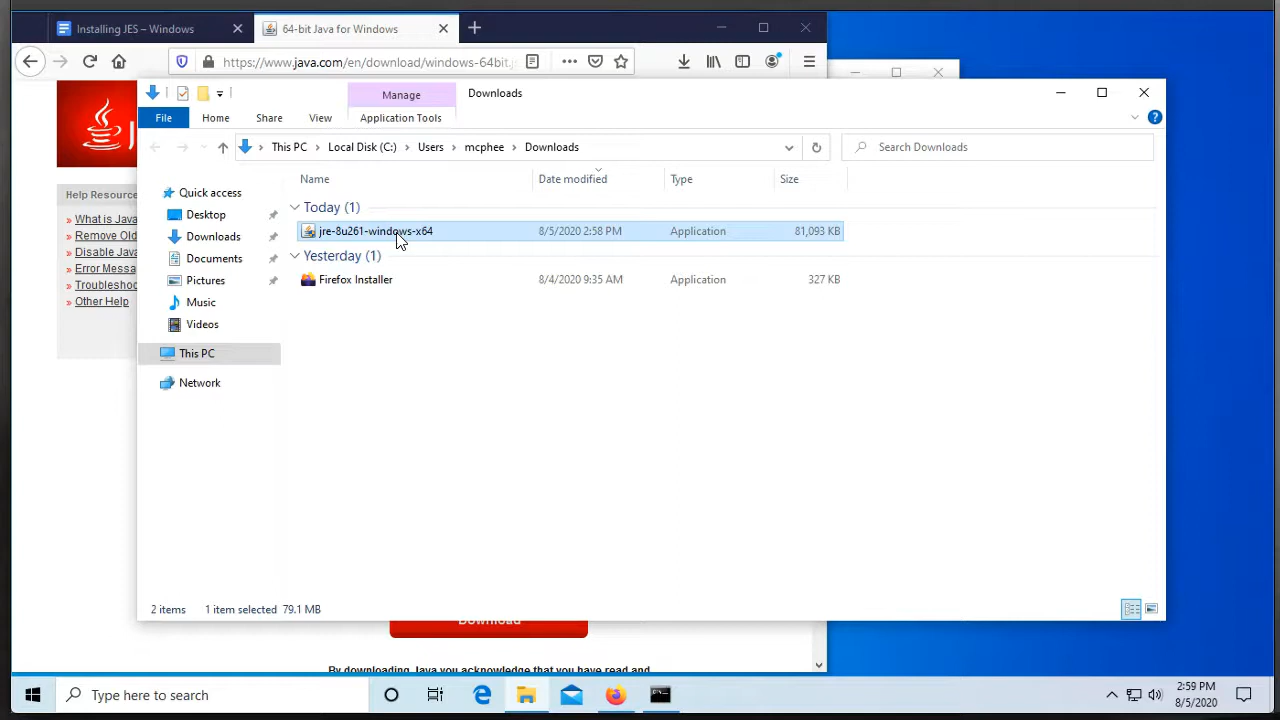 Installing JES – Windows
64-bit Java for Windows
https://www.java.com/en/download/windows-64bit.j
Manage
Downloads
File
Home
Share
View
Application Tools
This PC
Local Disk (C:)
Users
mcphee
Downloads
Search Downloads
Name
Date modified
Type
Size
Help Resource
What is Java
Remove Old
Disable Java
Error Messa
Troubleshoo
Other Help
Quick access
Desktop
Downloads
Documents
Pictures
Music
Videos
This PC
Network
Today (1)
jre-8u261-windows-x64
8/5/2020 2:58 PM
Application
81,093 KB
Yesterday (1)
Firefox Installer
8/4/2020 9:35 AM
Application
327 KB
2 items
1 item selected
79.1 MB
Download
By downloading Java you acknowledge that you have read and
Type here to search
2:59 PM
8/5/2020